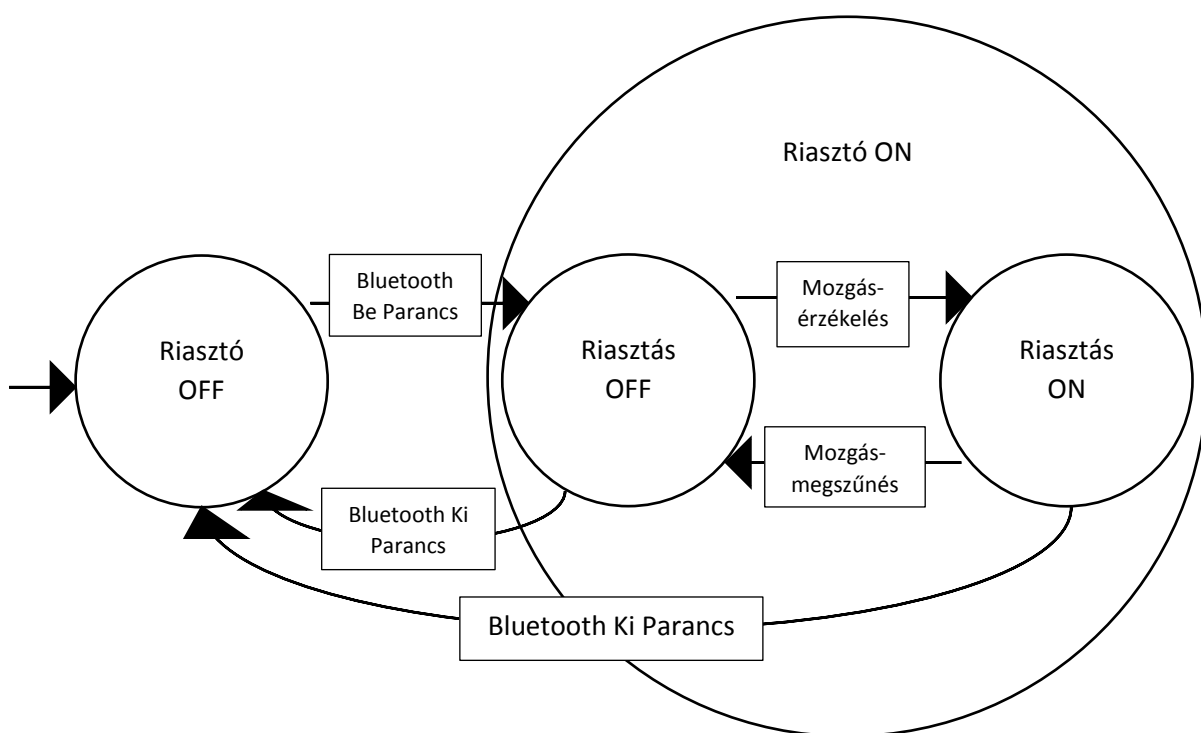 Riasztó ON
Riasztó
OFF
Bluetooth
Be Parancs
Riasztás
OFF
Mozgás-
érzékelés
Riasztás
ON
Mozgás-
megszűnés
Bluetooth Ki
Parancs
Bluetooth Ki Parancs